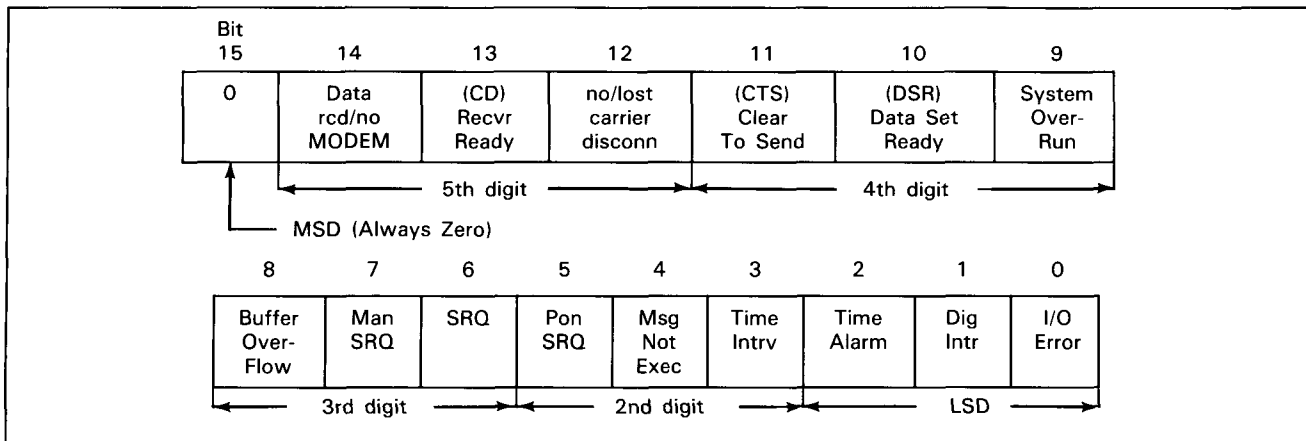 Bit
15 14 13 12 11 10 9
0 Data (CD) no/lost (CTS) (DSR) System
rcd/no Recvr carrier Clear Data Set Over-
MODEM Ready disconn To Send Ready Run
5th digit 4th digit
MSD (Always Zero)
8 7 6 5 4 3 2 1 0
Buffer Man SRQ Pon Msg Time Time Dig I/O
Over- SRQ SRQ Not Intrv Alarm Intr Error
Flow Exec
3rd digit 2nd digit LSD